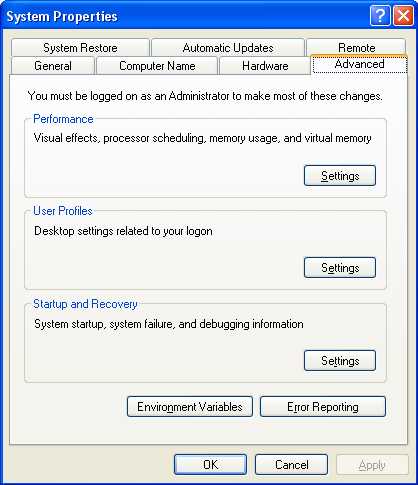 System Properties
System Restore Automatic Updates Remote
General Computer Name Hardware Advanced
You must be logged on as an Administrator to make most of these changes.
Performance
Visual effects, processor scheduling, memory usage, and virtual memory
Settings
User Profiles
Desktop settings related to your logon
Settings
Startup and Recovery
System startup, system failure, and debugging information
Settings
Environment Variables Error Reporting
OK Cancel Apply